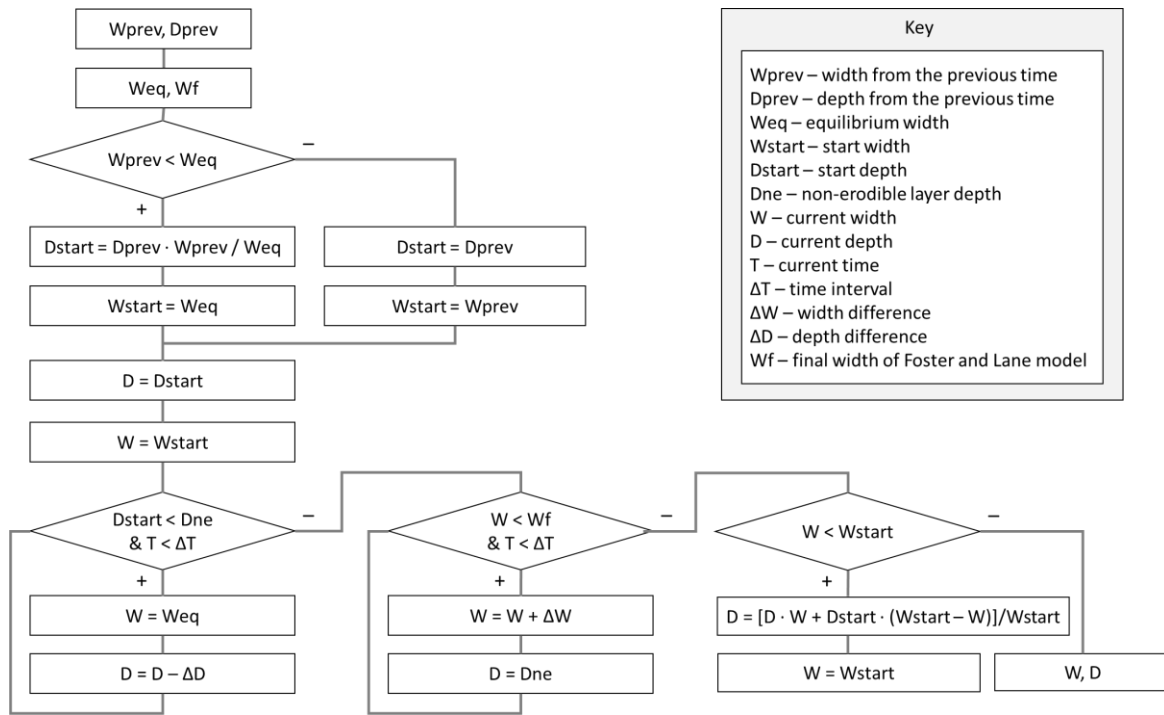 Wprev, Dprev
Weq, Wf
Wprev < Weq
–
+
Dstart = Dprev · Wprev / Weq
Dstart = Dprev
Wstart = Weq
Wstart = Wprev
D = Dstart
W = Wstart
Dstart < Dne
& T < ΔT
–
W < Wf
& T < ΔT
–
W < Wstart
–
+
+
+
W = Weq
W = W + ΔW
D = [D · W + Dstart · (Wstart – W)]/Wstart
D = D – ΔD
D = Dne
W = Wstart
W, D
Key
Wprev – width from the previous time
Dprev – depth from the previous time
Weq – equilibrium width
Wstart – start width
Dstart – start depth
Dne – non-erodible layer depth
W – current width
D – current depth
T – current time
ΔT – time interval
ΔW – width difference
ΔD – depth difference
Wf – final width of Foster and Lane model